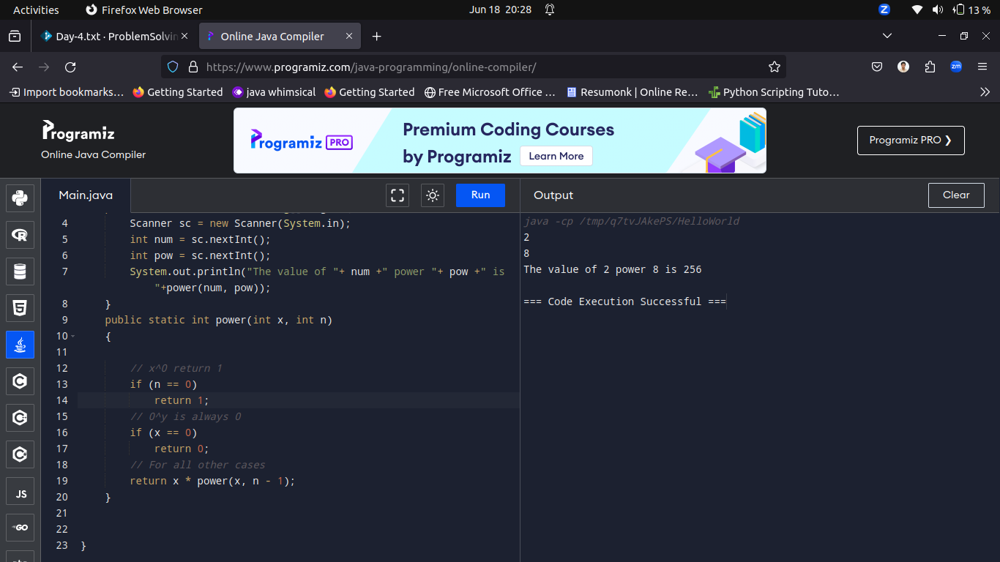 Activities
Firefox Web Browser
Jun 18 20:28
Z
13 %
Day-4.txt · ProblemSolvin
Online Java Compiler
https://www.programiz.com/java-programming/online-compiler/
zm
Import bookmarks…
Getting Started
java whimsical
Getting Started
Free Microsoft Office …
Resumonk | Online Re…
Python Scripting Tuto…
Programiz
Online Java Compiler
Programiz PRO
Premium Coding Courses
by Programiz
Learn More
Programiz PRO ❯
Main.java
Run
Output
Clear
4 Scanner sc = new Scanner(System.in);
5 int num = sc.nextInt();
6 int pow = sc.nextInt();
7 System.out.println("The value of "+ num +" power "+ pow +" is
"+power(num, pow));
8 }
9 public static int power(int x, int n)
10 {
11
12 // x^0 return 1
13 if (n == 0)
14 return 1;
15 // 0^y is always 0
16 if (x == 0)
17 return 0;
18 // For all other cases
19 return x * power(x, n - 1);
20 }
21
22
23 }
java -cp /tmp/q7tvJAkePS/HelloWorld
2
8
The value of 2 power 8 is 256
=== Code Execution Successful ===
R
5
C
C
C
JS
GO